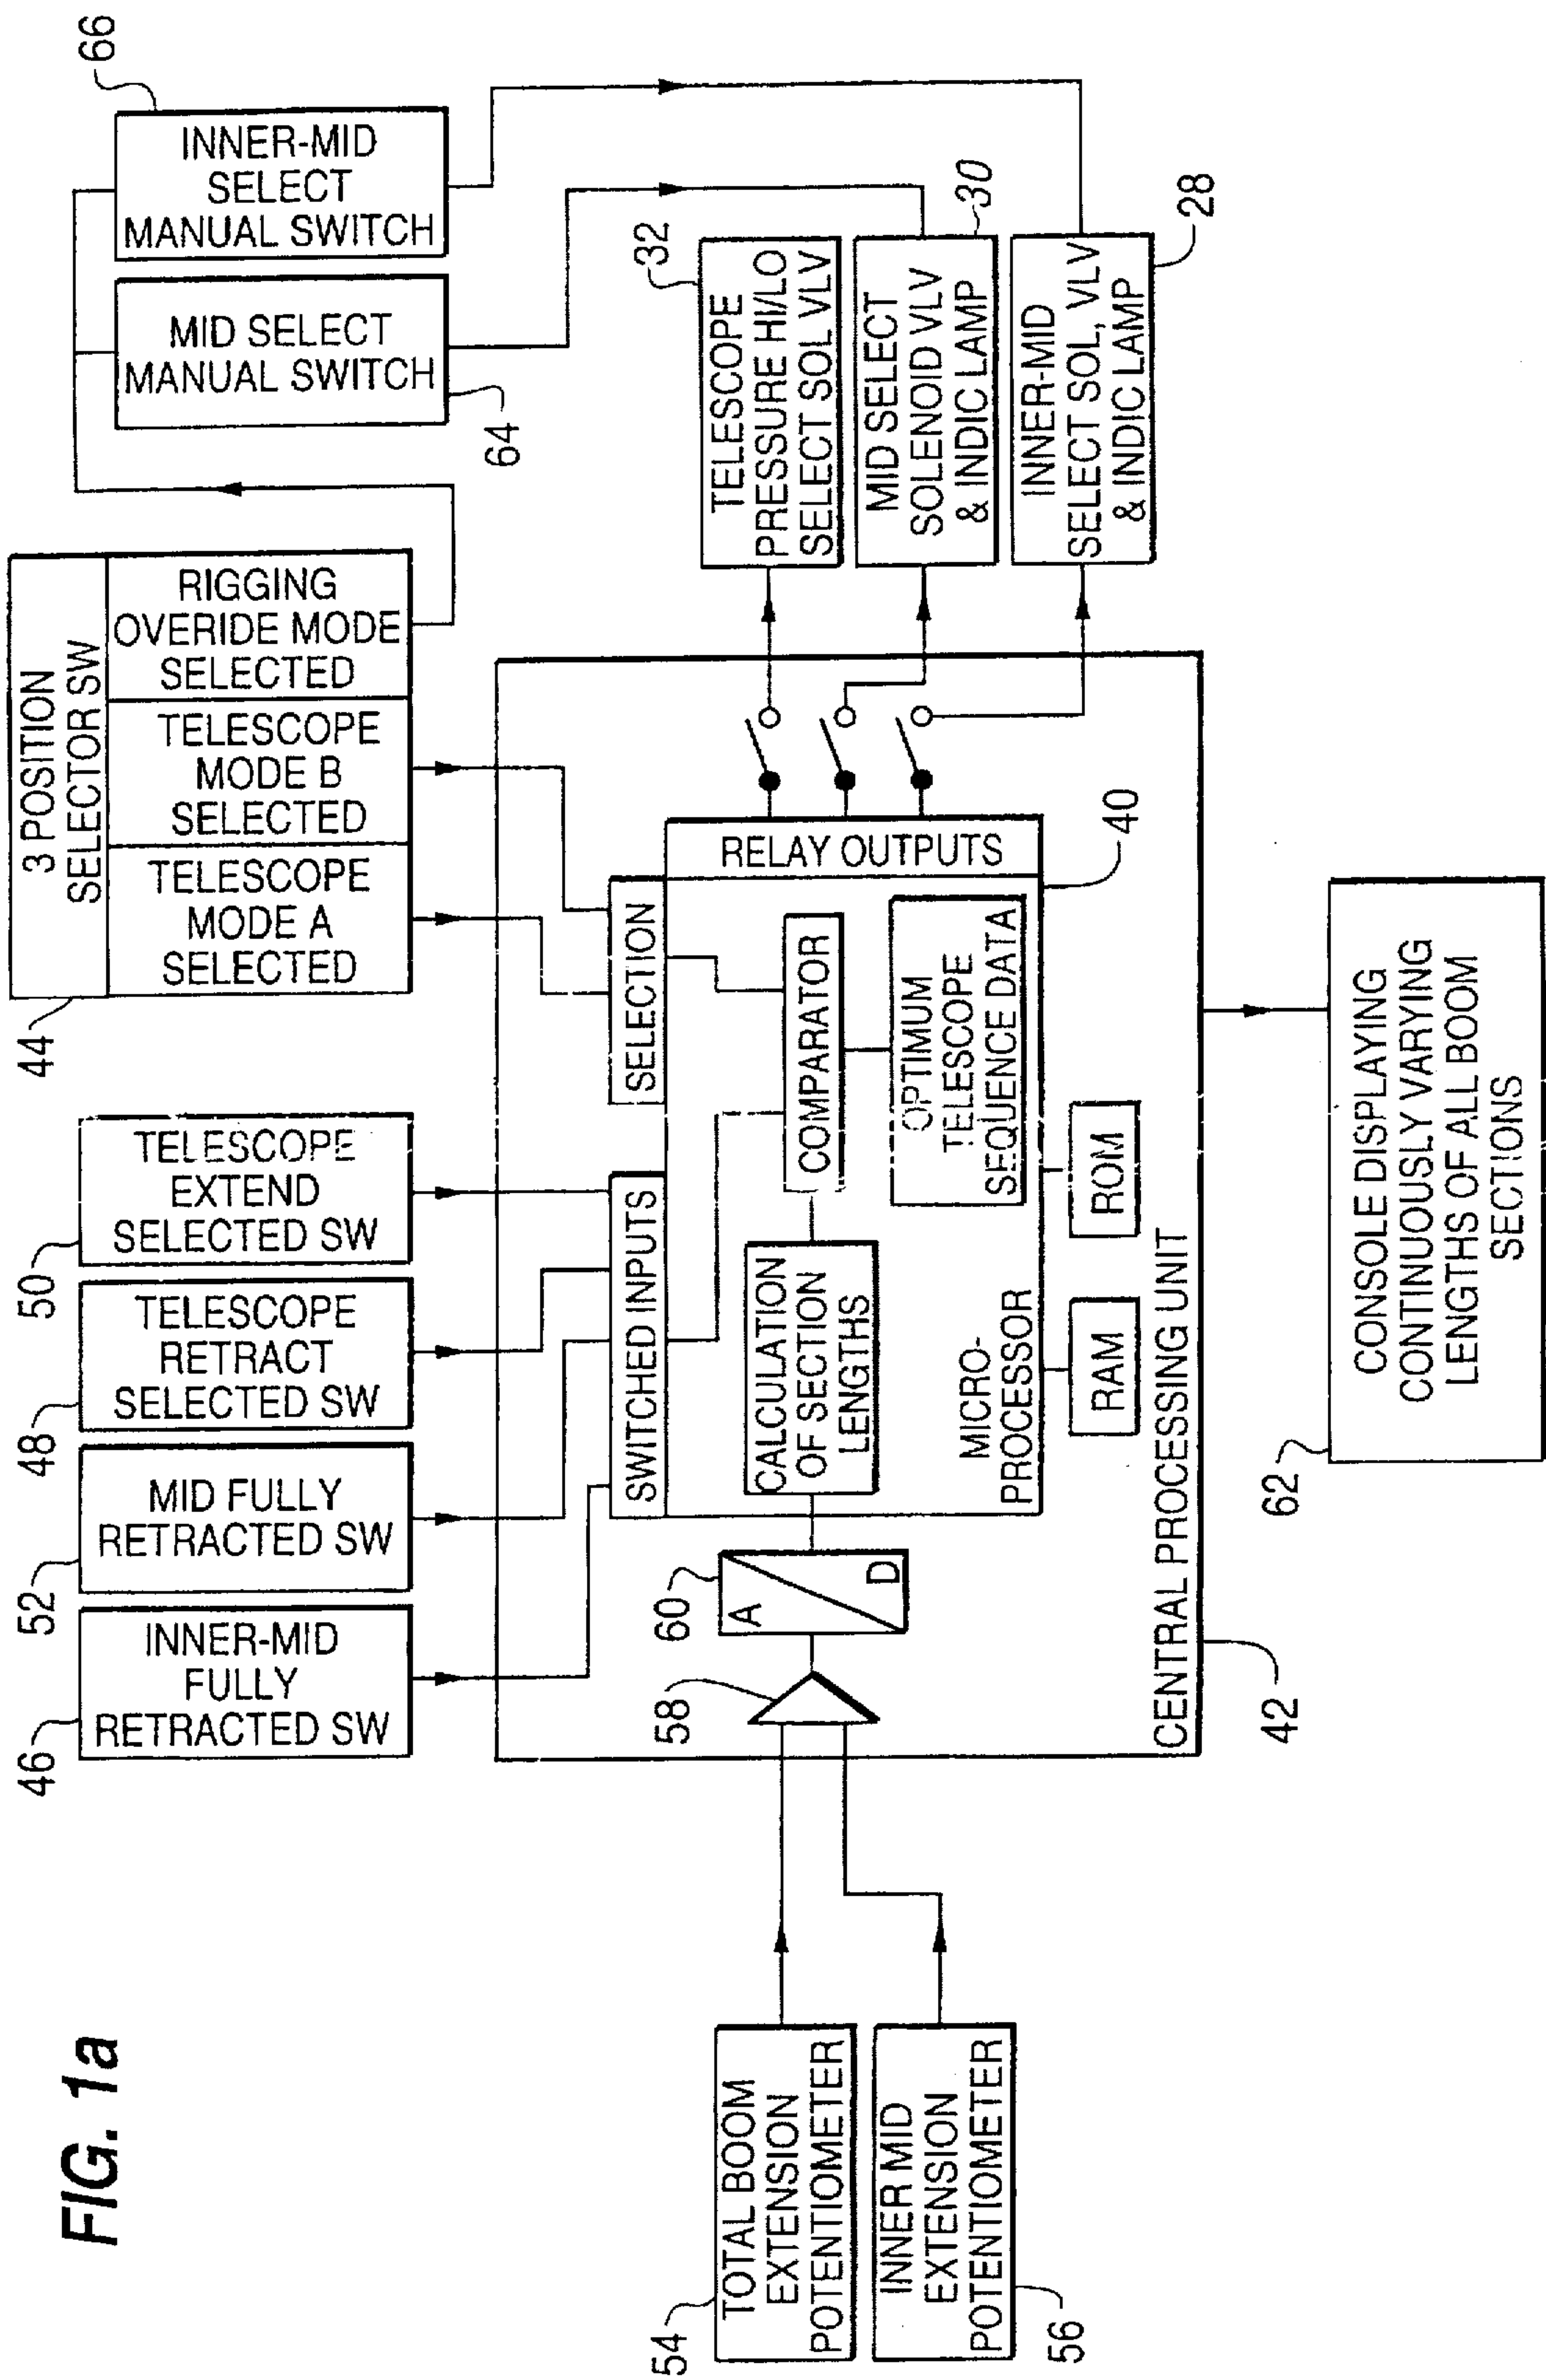 FIG. 1a
46
INNER-MID
FULLY
RETRACTED SW
52
MID FULLY
RETRACTED SW
48
TELESCOPE
RETRACT
SELECTED SW
50
TELESCOPE
EXTEND
SELECTED SW
44
3 POSITION
SELECTOR SW
TELESCOPE
MODE A
SELECTED
TELESCOPE
MODE B
SELECTED
RIGGING
OVERIDE MODE
SELECTED
MID SELECT
MANUAL SWITCH
64
INNER-MID
SELECT
MANUAL SWITCH
66
54
TOTAL BOOM
EXTENSION
POTENTIOMETER
INNER MID
EXTENSION
POTENTIOMETER
56
58
60
A
D
SWITCHED INPUTS
SELECTION
CALCULATION
OF SECTION
LENGTHS
COMPARATOR
OPTIMUM
TELESCOPE
SEQUENCE DATA
RELAY OUTPUTS
MICRO-
PROCESSOR
40
RAM
ROM
CENTRAL PROCESSING UNIT
42
32
TELESCOPE
PRESSURE HI/LO
SELECT SOL VLV
MID SELECT
SOLENOID VLV
& INDIC LAMP
30
INNER-MID
SELECT SOL, VLV
& INDIC LAMP
28
62
CONSOLE DISPLAYING
CONTINUOUSLY VARYING
LENGTHS OF ALL BOOM
SECTIONS